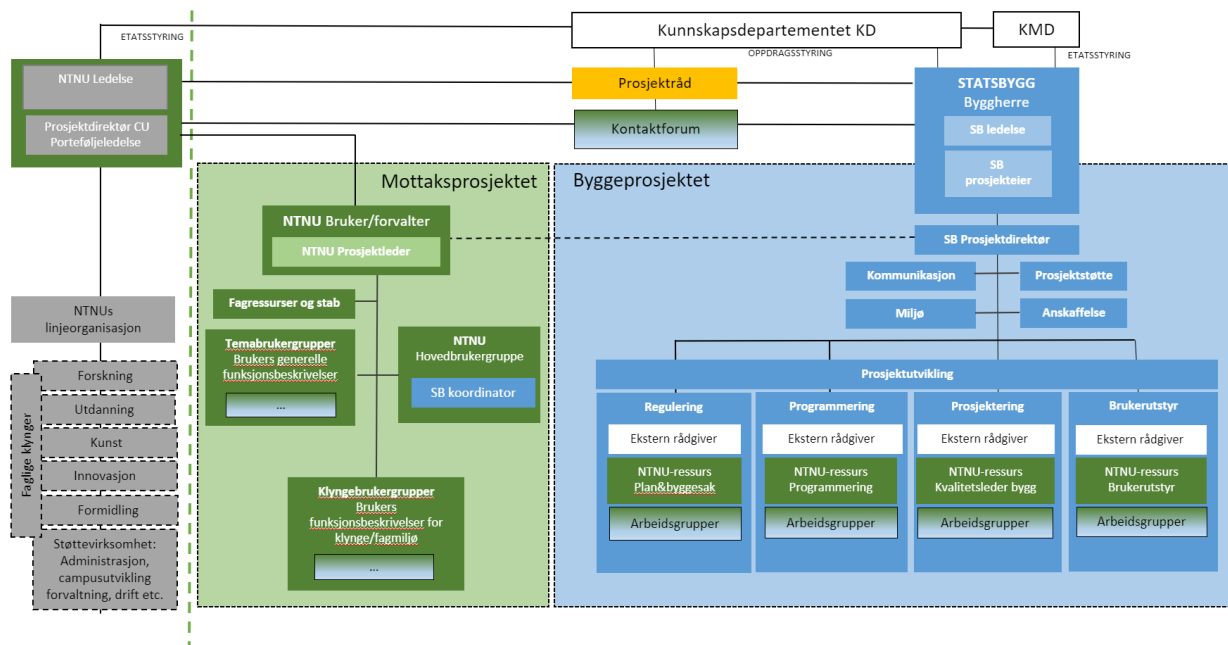 Kunnskapsdepartementet KD
KMD
ETATSSTYRING
OPPDRAGSSTYRING
ETATSSTYRING
NTNU Ledelse
Prosjektdirektør CU
Porteføljeledelse
Prosjektråd
Kontaktforum
STATSBYGG
Byggherre
SB ledelse
SB
prosjekteier
Mottaksprosjektet
Byggeprosjektet
NTNU Bruker/forvalter
NTNU Prosjektleder
SB Prosjektdirektør
Kommunikasjon
Prosjektstøtte
Miljø
Anskaffelse
Fagressurser og stab
NTNUs
linjeorganisasjon
Temabrukergrupper
Brukers generelle
funksjonsbeskrivelser
...
NTNU
Hovedbrukergruppe
SB koordinator
Faglige klynger
Forskning
Utdanning
Kunst
Innovasjon
Formidling
Støttevirksomhet:
Administrasjon,
campusutvikling
forvaltning, drift etc.
Klyngebrukergrupper
Brukers
funksjonsbeskrivelser for
klynge/fagmiljø
...
Prosjektutvikling
Regulering
Ekstern rådgiver
NTNU-ressurs
Plan&byggesak
Arbeidsgrupper
Programmering
Ekstern rådgiver
NTNU-ressurs
Programmering
Arbeidsgrupper
Prosjektering
Ekstern rådgiver
NTNU-ressurs
Kvalitetsleder bygg
Arbeidsgrupper
Brukerutstyr
Ekstern rådgiver
NTNU-ressurs
Brukerutstyr
Arbeidsgrupper